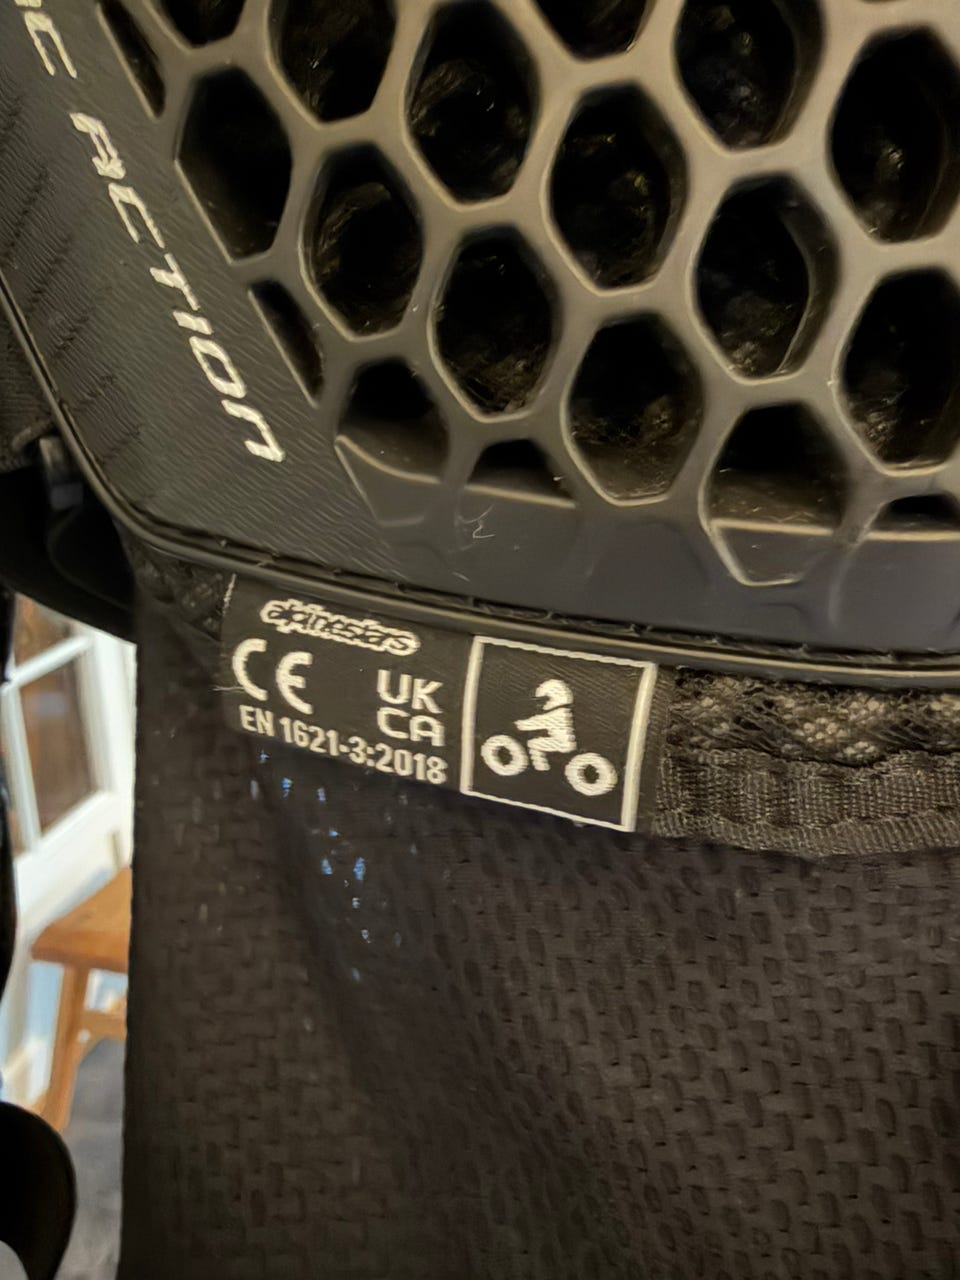 ACTION
alpinestars
CE
UK
CA
EN 1621-3:2018